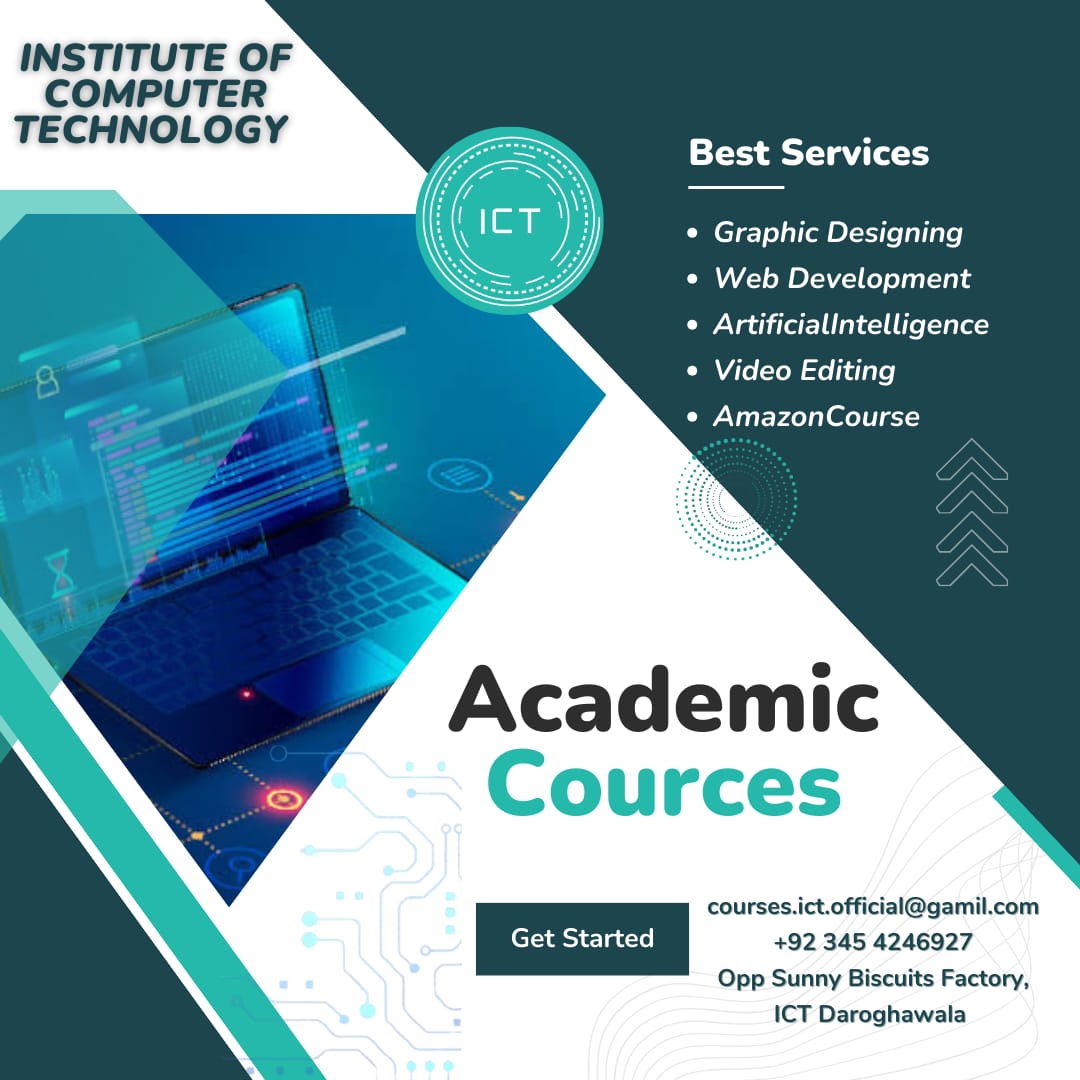 INSTITUTE OF
COMPUTER
TECHNOLOGY
ICT
Best Services
• Graphic Designing
• Web Development
• ArtificialIntelligence
• Video Editing
• AmazonCourse
Academic
Cources
Get Started
courses.ict.official@gamil.com
+92 345 4246927
Opp Sunny Biscuits Factory,
ICT Daroghawala